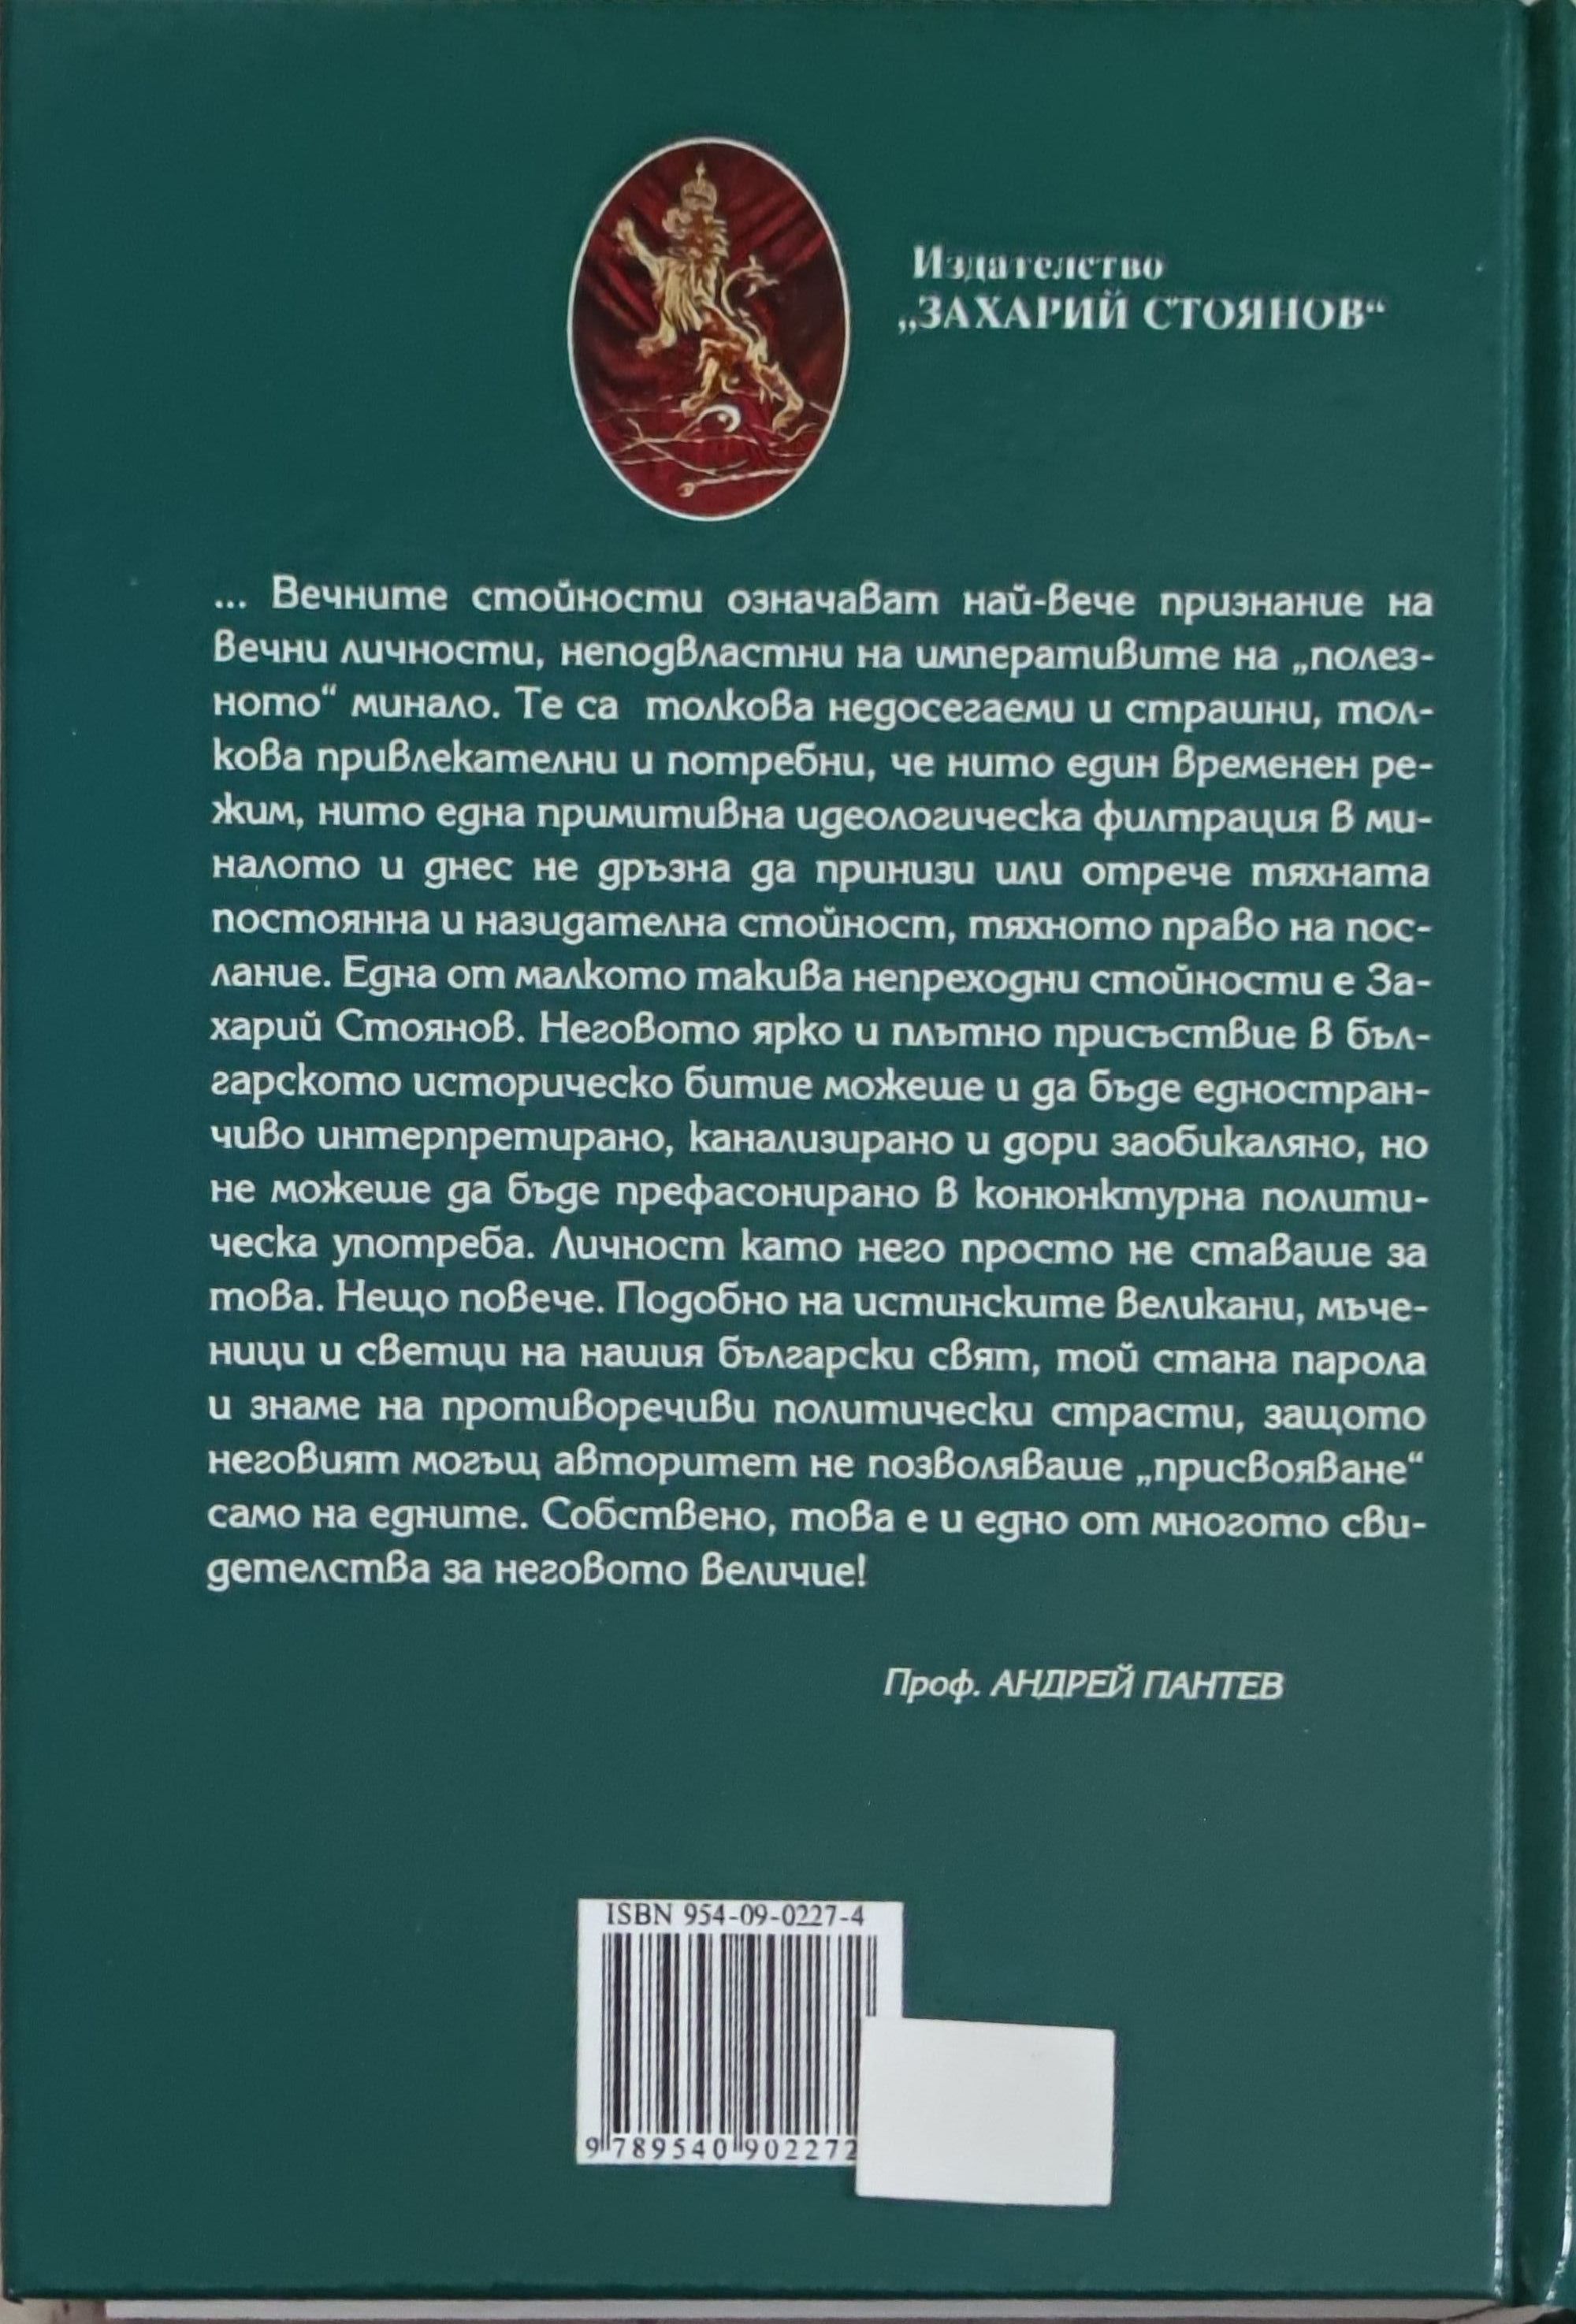 Издателство
„ЗАХАРИЙ СТОЯНОВ“
... Вечните стойности означават най-вече признание на
вечни личности, неподвластни на императивите на „полез-
ното“ минало. Те са толкова недосегаеми и страшни, тол-
кова привлекателни и потребни, че нито един временен ре-
жим, нито една примитивна идеологическа филтрация в ми-
налото и днес не дръзна да принизи или отрече тяхната
постоянна и назидателна стойност, тяхното право на пос-
лание. Една от малкото такива непреходни стойности е За-
харий Стоянов. Неговото ярко и плътно присъствие в бъл-
гарското историческо битие можеше и да бъде едностран-
чиво интерпретирано, канализирано и дори заобикаляно, но
не можеше да бъде префасонирано в конюнктурна полити-
ческа употреба. Личност като него просто не ставаше за
това. Нещо повече. Подобно на истинските великани, мъче-
ници и светци на нашия български свят, той стана парола
и знаме на противоречиви политически страсти, защото
неговият могъщ авторитет не позволяваше „присвояване“
само на едните. Собствено, това е и едно от многото сви-
детелства за неговото величие!
Проф. АНДРЕЙ ПАНТЕВ
ISBN 954-09-0227-4
9 789540 902272